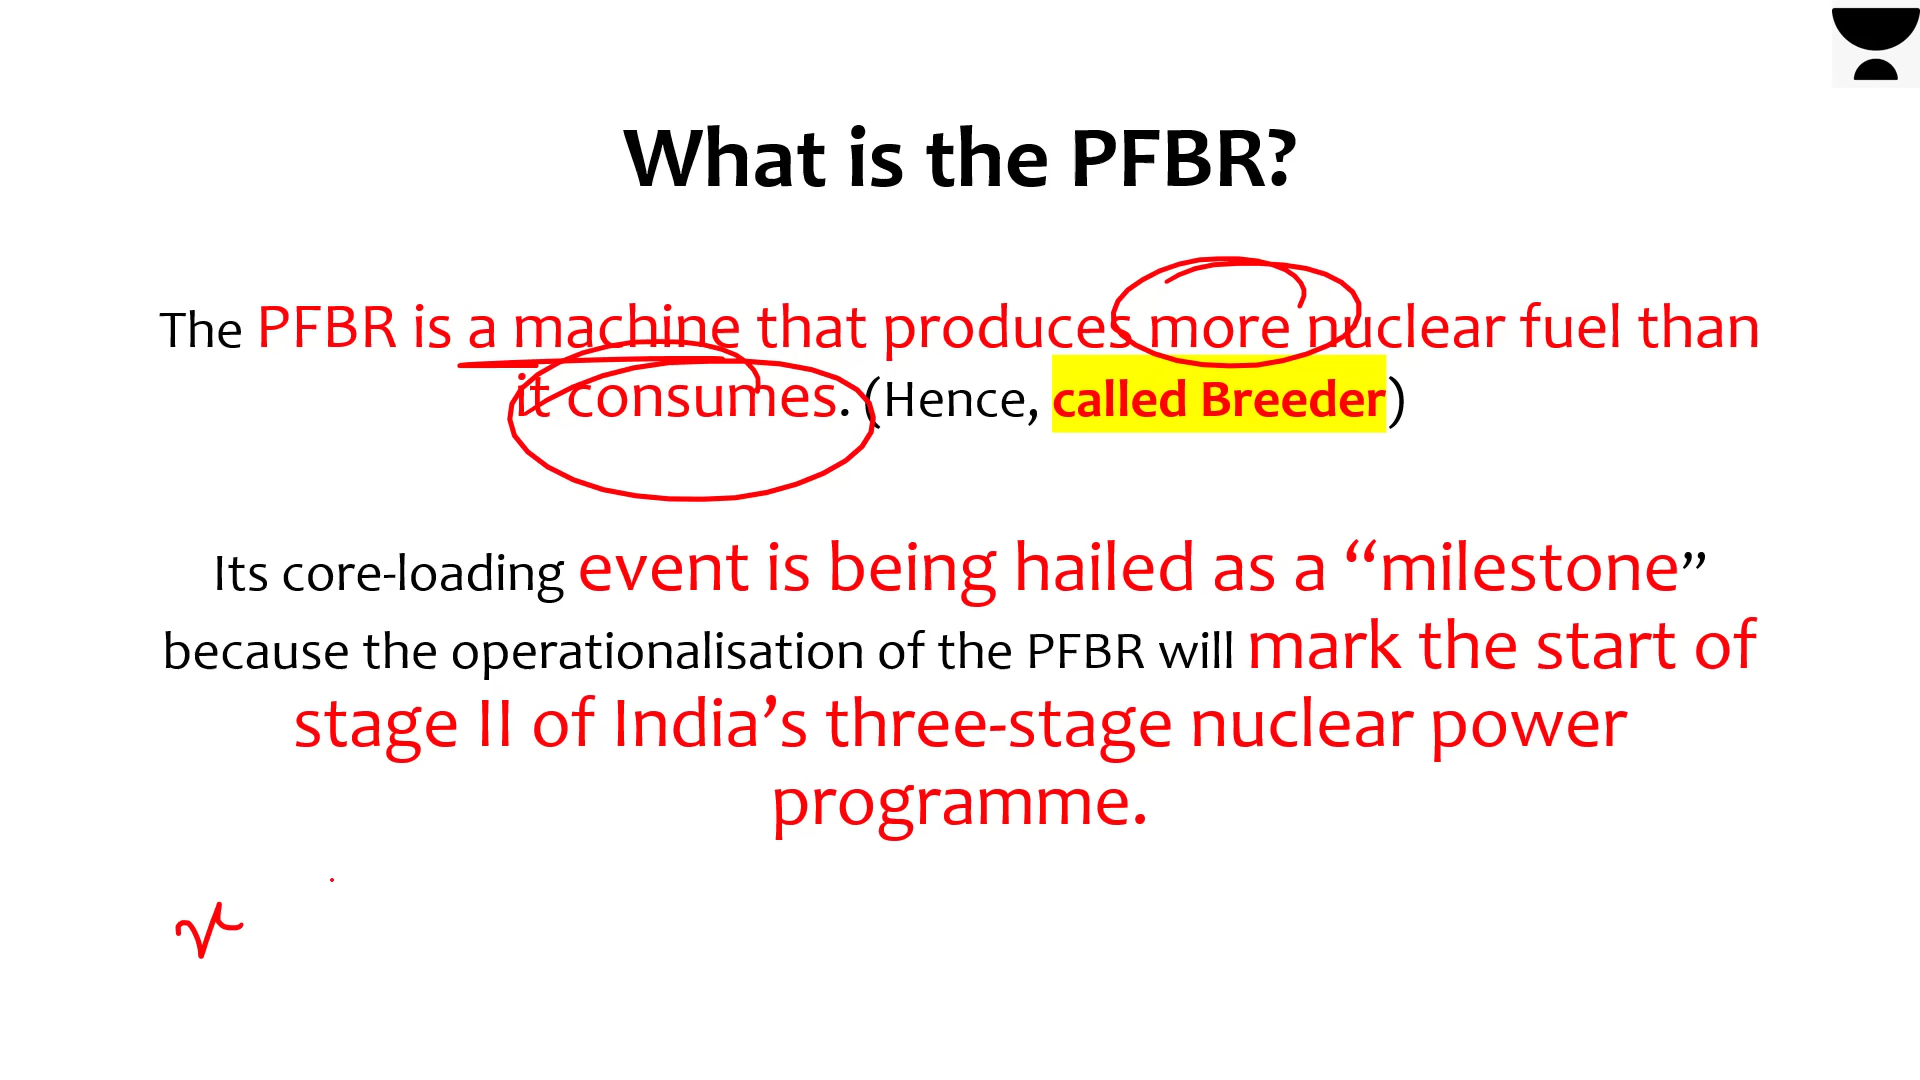 What is the PFBR?
The PFBR is a machine that produces more nuclear fuel than
it consumes. (Hence, called Breeder)
Its core-loading event is being hailed as a “milestone”
because the operationalisation of the PFBR will mark the start of
stage II of India’s three-stage nuclear power
programme.